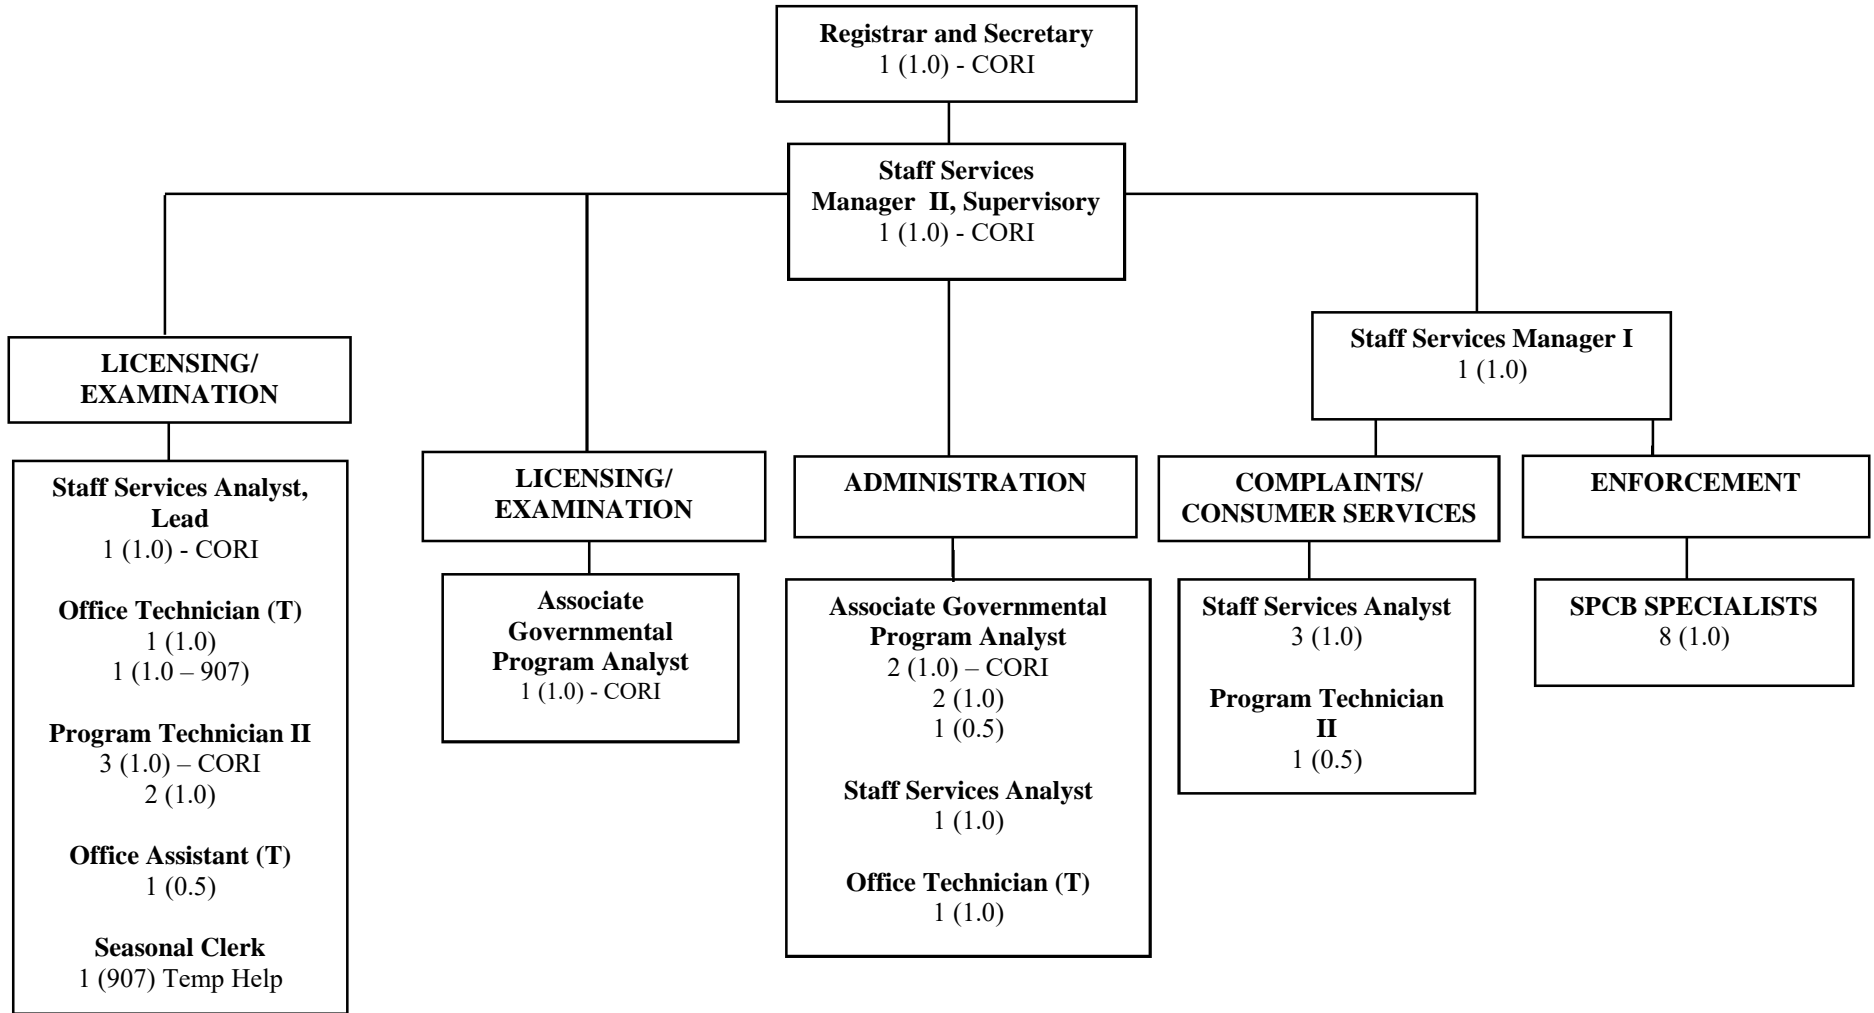 Registrar and Secretary
1 (1.0) - CORI
Staff Services
Manager  II, Supervisory
1 (1.0) - CORI
Staff Services Manager I
1 (1.0)
LICENSING/
EXAMINATION
Staff Services Analyst,
Lead
1 (1.0) - CORI
Office Technician (T)
1 (1.0)
1 (1.0 – 907)
Program Technician II
3 (1.0) – CORI
2 (1.0)
Office Assistant (T)
1 (0.5)
Seasonal Clerk
1 (907) Temp Help
LICENSING/
EXAMINATION
Associate
Governmental
Program Analyst
1 (1.0) - CORI
ADMINISTRATION
Associate Governmental
Program Analyst
2 (1.0) – CORI
2 (1.0)
1 (0.5)
Staff Services Analyst
1 (1.0)
Office Technician (T)
1 (1.0)
COMPLAINTS/
CONSUMER SERVICES
Staff Services Analyst
3 (1.0)
Program Technician
II
1 (0.5)
ENFORCEMENT
SPCB SPECIALISTS
8 (1.0)